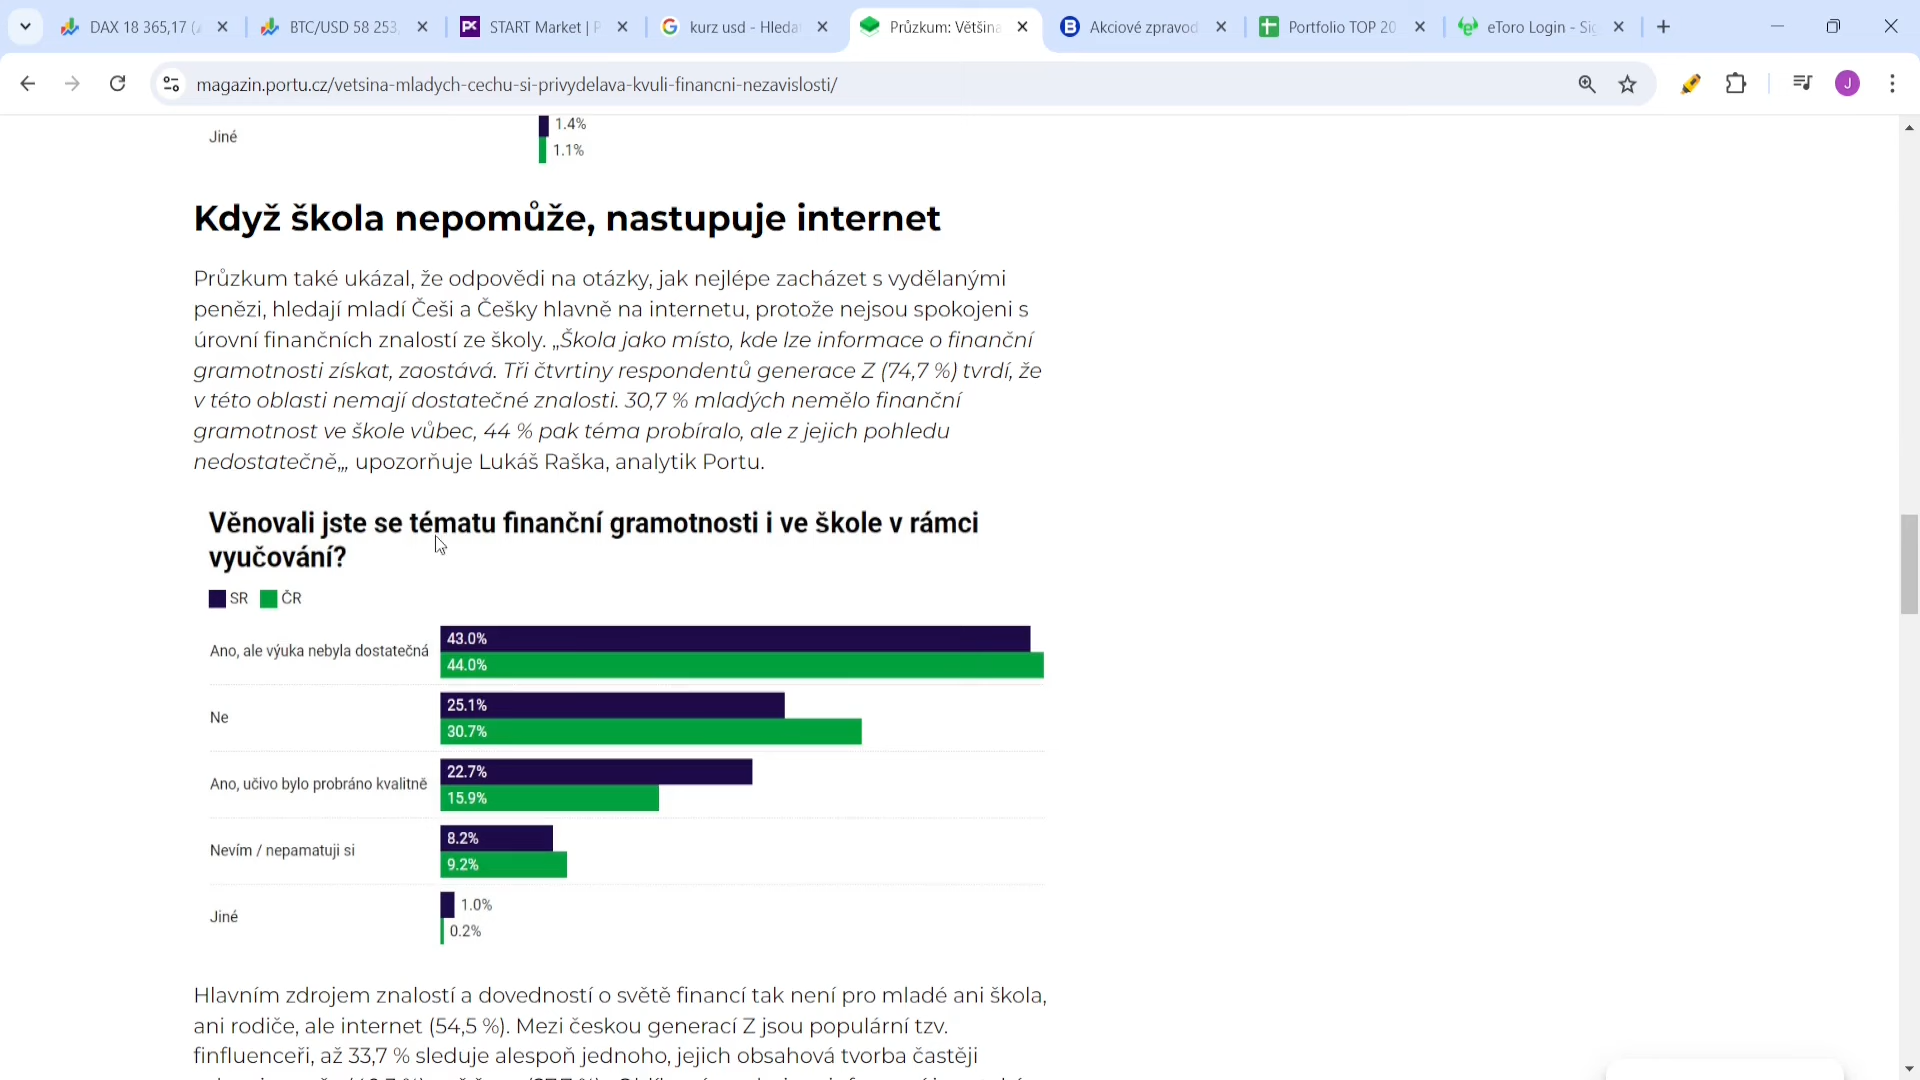 DAX 18 365,17
BTC/USD 58 253,
START Market | P
kurz usd - Hleda
Průzkum: Většina
Akciové zpravod
Portfolio TOP 20
eToro Login - Sig
magazin.portu.cz/vetsina-mladych-cechu-si-privydelava-kvuli-financni-nezavislosti/
J
Jiné
1.4%
1.1%
Když škola nepomůže, nastupuje internet
Průzkum také ukázal, že odpovědi na otázky, jak nejlépe zacházet s vydělanými
penězi, hledají mladí Češi a Češky hlavně na internetu, protože nejsou spokojeni s
úrovní finančních znalostí ze školy. „Škola jako místo, kde lze informace o finanční
gramotnosti získat, zaostává. Tři čtvrtiny respondentů generace Z (74,7 %) tvrdí, že
v této oblasti nemají dostatečné znalosti. 30,7 % mladých nemělo finanční
gramotnost ve škole vůbec, 44 % pak téma probíralo, ale z jejich pohledu
nedostatečně„, upozorňuje Lukáš Raška, analytik Portu.
Věnovali jste se tématu finanční gramotnosti i ve škole v rámci
vyučování?
SR ČR
Ano, ale výuka nebyla dostatečná
43.0%
44.0%
Ne
25.1%
30.7%
Ano, učivo bylo probráno kvalitně
22.7%
15.9%
Nevím / nepamatuji si
8.2%
9.2%
Jiné
1.0%
0.2%
Hlavním zdrojem znalostí a dovedností o světě financí tak není pro mladé ani škola,
ani rodiče, ale internet (54,5 %). Mezi českou generací Z jsou populární tzv.
finfluenceři, až 33,7 % sleduje alespoň jednoho, jejich obsahová tvorba častěji